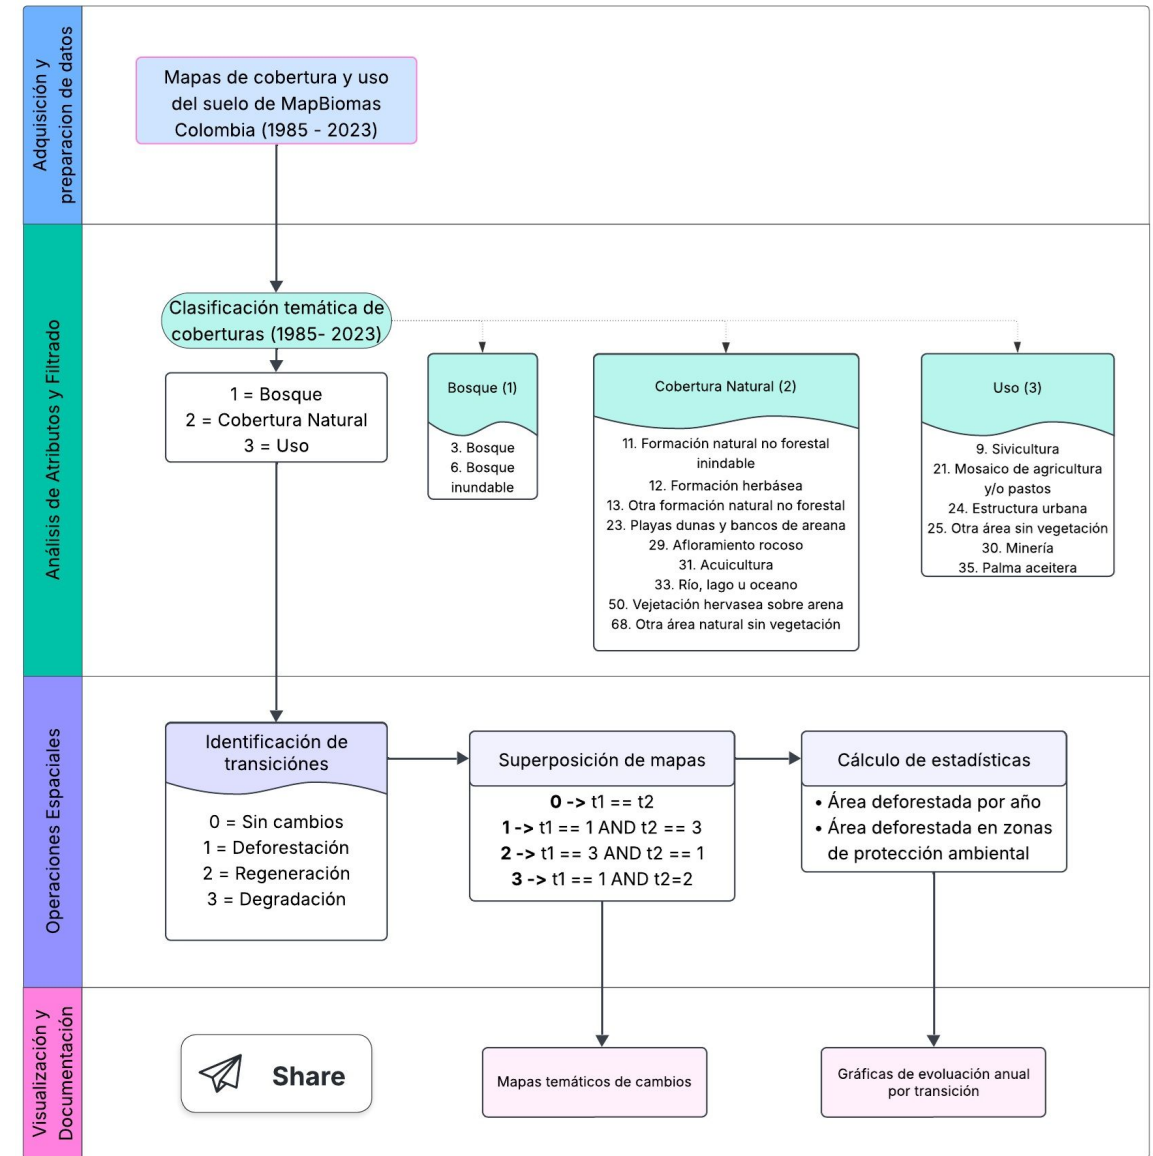 Adquisición y
preparacion de datos
Mapas de cobertura y uso
del suelo de MapBiomas
Colombia (1985 - 2023)
Análisis de Atributos y Filtrado
Clasificación temática de
coberturas (1985- 2023)
1 = Bosque
2 = Cobertura Natural
3 = Uso
Bosque (1)
3. Bosque
6. Bosque
inundable
Cobertura Natural (2)
11. Formación natural no forestal
inindable
12. Formación herbásea
13. Otra formación natural no forestal
23. Playas dunas y bancos de areana
29. Afloramiento rocoso
31. Acuicultura
33. Río, lago u oceano
50. Vejetación hervasea sobre arena
68. Otra área natural sin vegetación
Uso (3)
9. Sivicultura
21. Mosaico de agricultura
y/o pastos
24. Estructura urbana
25. Otra área sin vegetación
30. Minería
35. Palma aceitera
Operaciones Espaciales
Identificación de
transiciónes
0 = Sin cambios
1 = Deforestación
2 = Regeneración
3 = Degradación
Superposición de mapas
0 -> t1 == t2
1 -> t1 == 1 AND t2 == 3
2 -> t1 == 3 AND t2 == 1
3 -> t1 == 1 AND t2=2
Cálculo de estadísticas
• Área deforestada por año
• Área deforestada en zonas
de protección ambiental
Visualización y
Documentación
Share
Mapas temáticos de cambios
Gráficas de evoluación anual
por transición